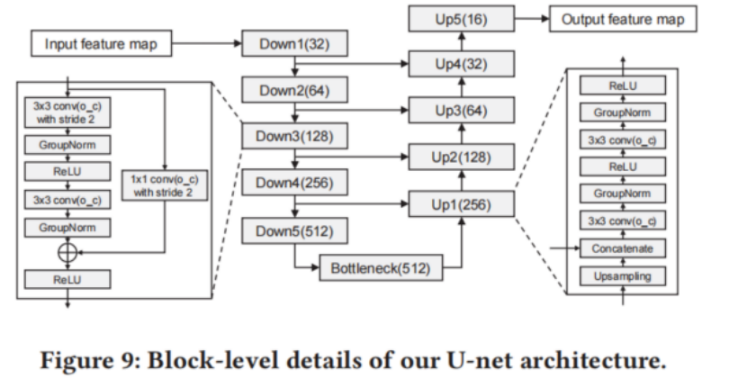 Input feature map
Down1(32)
Down2(64)
Down3(128)
Down4(256)
Down5(512)
Bottleneck(512)
Up5(16)
Up4(32)
Up3(64)
Up2(128)
Up1(256)
Output feature map
3x3 conv(o_c)
with stride 2
GroupNorm
ReLU
3x3 conv(o_c)
GroupNorm
ReLU
1x1 conv(o_c)
with stride 2
ReLU
GroupNorm
3x3 conv(o_c)
ReLU
GroupNorm
3x3 conv(o_c)
Concatenate
Upsampling
Figure 9: Block-level details of our U-net architecture.